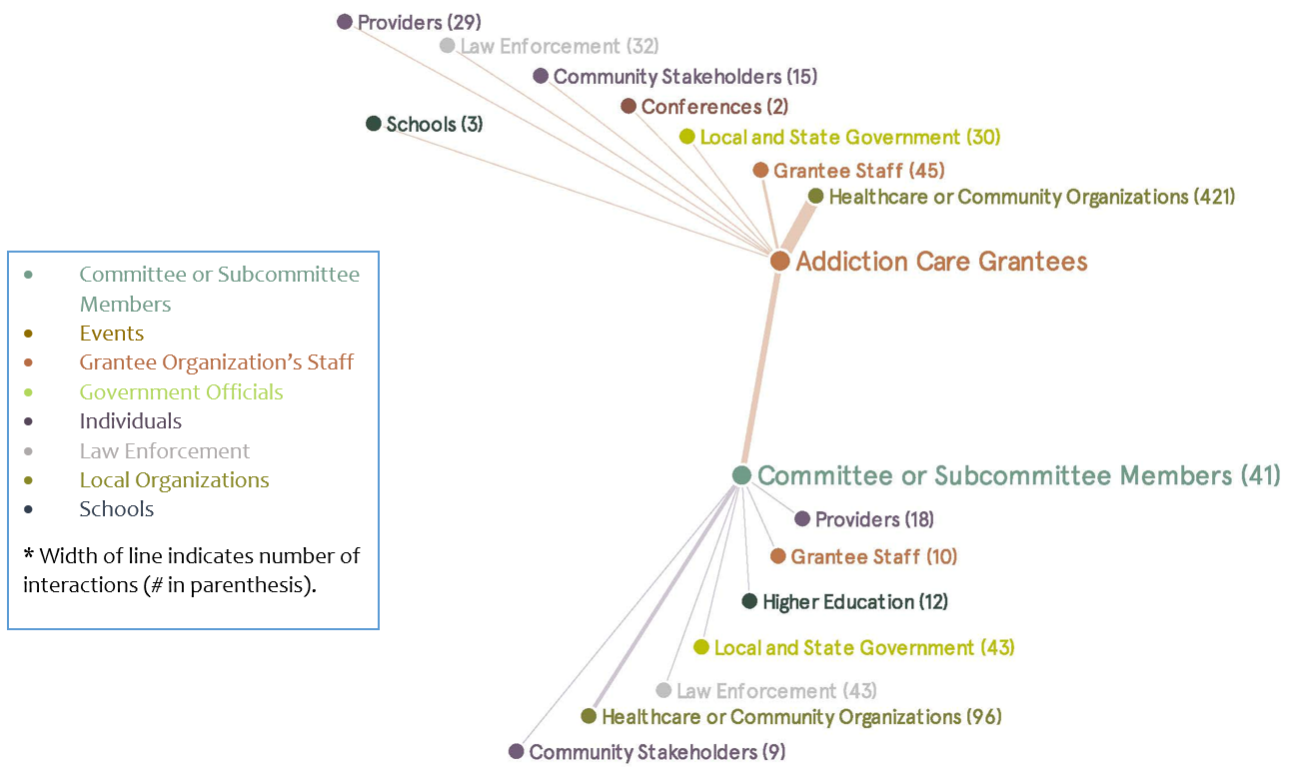 Providers (29)
Law Enforcement (32)
Community Stakeholders (15)
Conferences (2)
Schools (3)
Local and State Government (30)
Grantee Staff (45)
Healthcare or Community Organizations (421)
Addiction Care Grantees
• Committee or Subcommittee
Members
• Events
• Grantee Organization’s Staff
• Government Officials
• Individuals
• Law Enforcement
• Local Organizations
• Schools
* Width of line indicates number of
interactions (# in parenthesis).
Committee or Subcommittee Members (41)
Providers (18)
Grantee Staff (10)
Higher Education (12)
Local and State Government (43)
Law Enforcement (43)
Healthcare or Community Organizations (96)
Community Stakeholders (9)